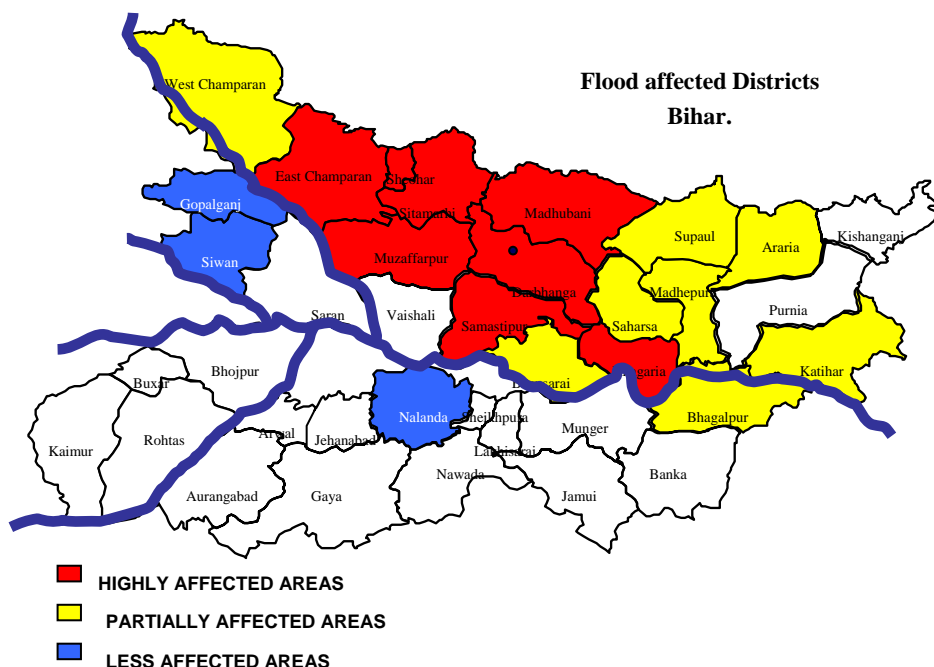 Flood affected Districts
Bihar.
West Champaran
East Champaran
Sheohar
Sitamarhi
Gopalganj
Madhubani
Kishanganj
Supaul
Araria
Muzaffarpur
Siwan
Darbhanga
Madhepura
Purnia
Saran
Vaishali
Samastipur
Saharsa
Katihar
Buxar
Bhojpur
Bhagalpur
Nalanda
Sheikhpura
Munger
Kaimur
Rohtas
Arwal
Jehanabad
Lakhisarai
Nawada
Banka
Aurangabad
Gaya
Jamui
HIGHLY AFFECTED AREAS
PARTIALLY AFFECTED AREAS
LESS AFFECTED AREAS